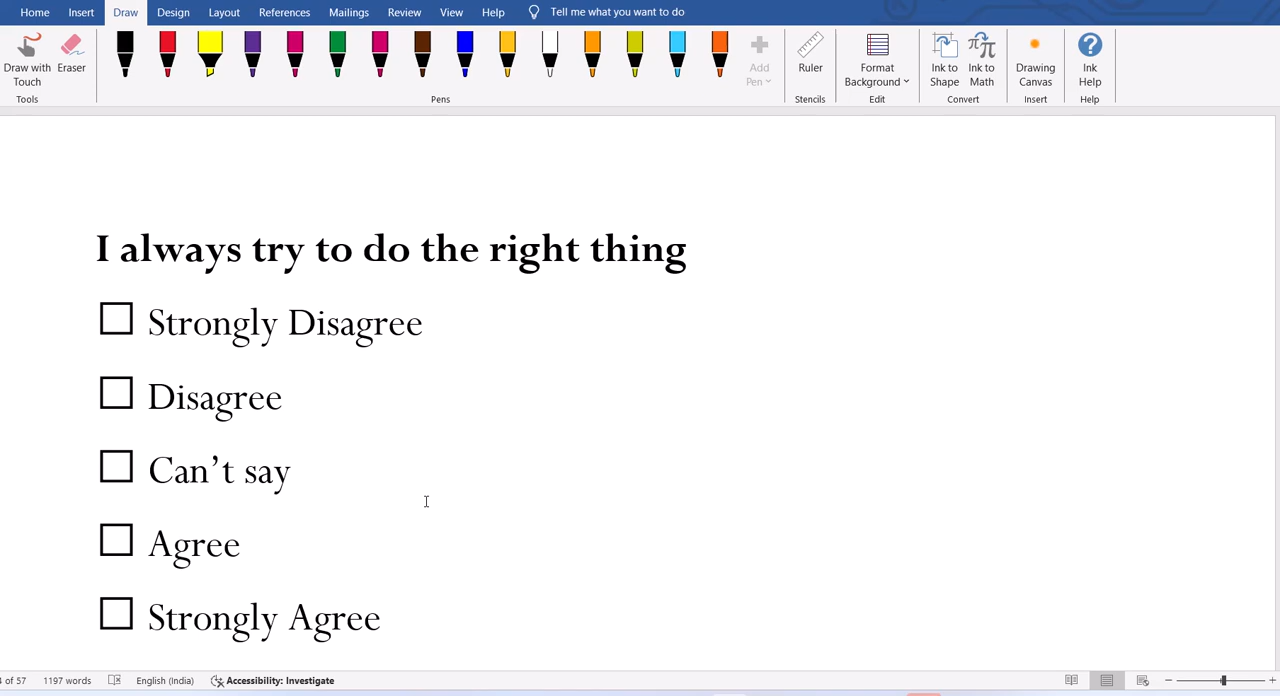 Home Insert Draw Design Layout References Mailings Review View Help Tell me what you want to do
Draw with Touch
Eraser
Add Pen
Ruler
Format Background
Ink to Shape
Ink to Math
Drawing Canvas
Ink Help
Tools Pens Stencils Edit Convert Insert Help
I always try to do the right thing
Strongly Disagree
Disagree
Can’t say
Agree
Strongly Agree
of 57 1197 words English (India) Accessibility: Investigate